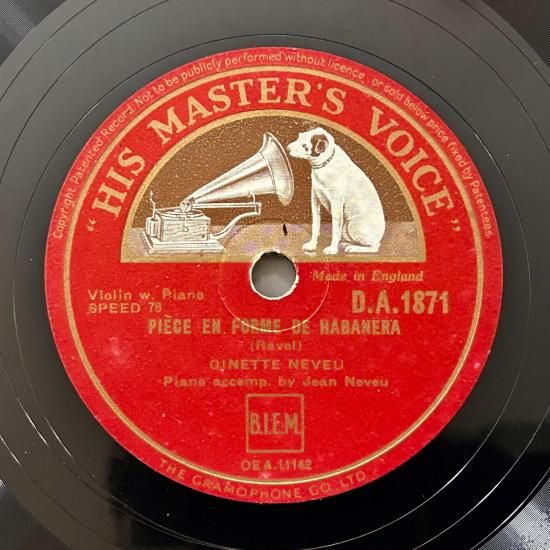 Copyright. Patented Record. Not to be publicly performed without licence, or sold below price fixed by Patentees.
"HIS MASTER'S VOICE"
Made in England
Violin w. Piano
SPEED 78
D.A.1871
PIÈCE EN FORME DE HABANERA
(Ravel)
GINETTE NEVEU
Piano accomp. by Jean Neveu
B.I.E.M.
OEA.11162
THE GRAMOPHONE CO. LTD.